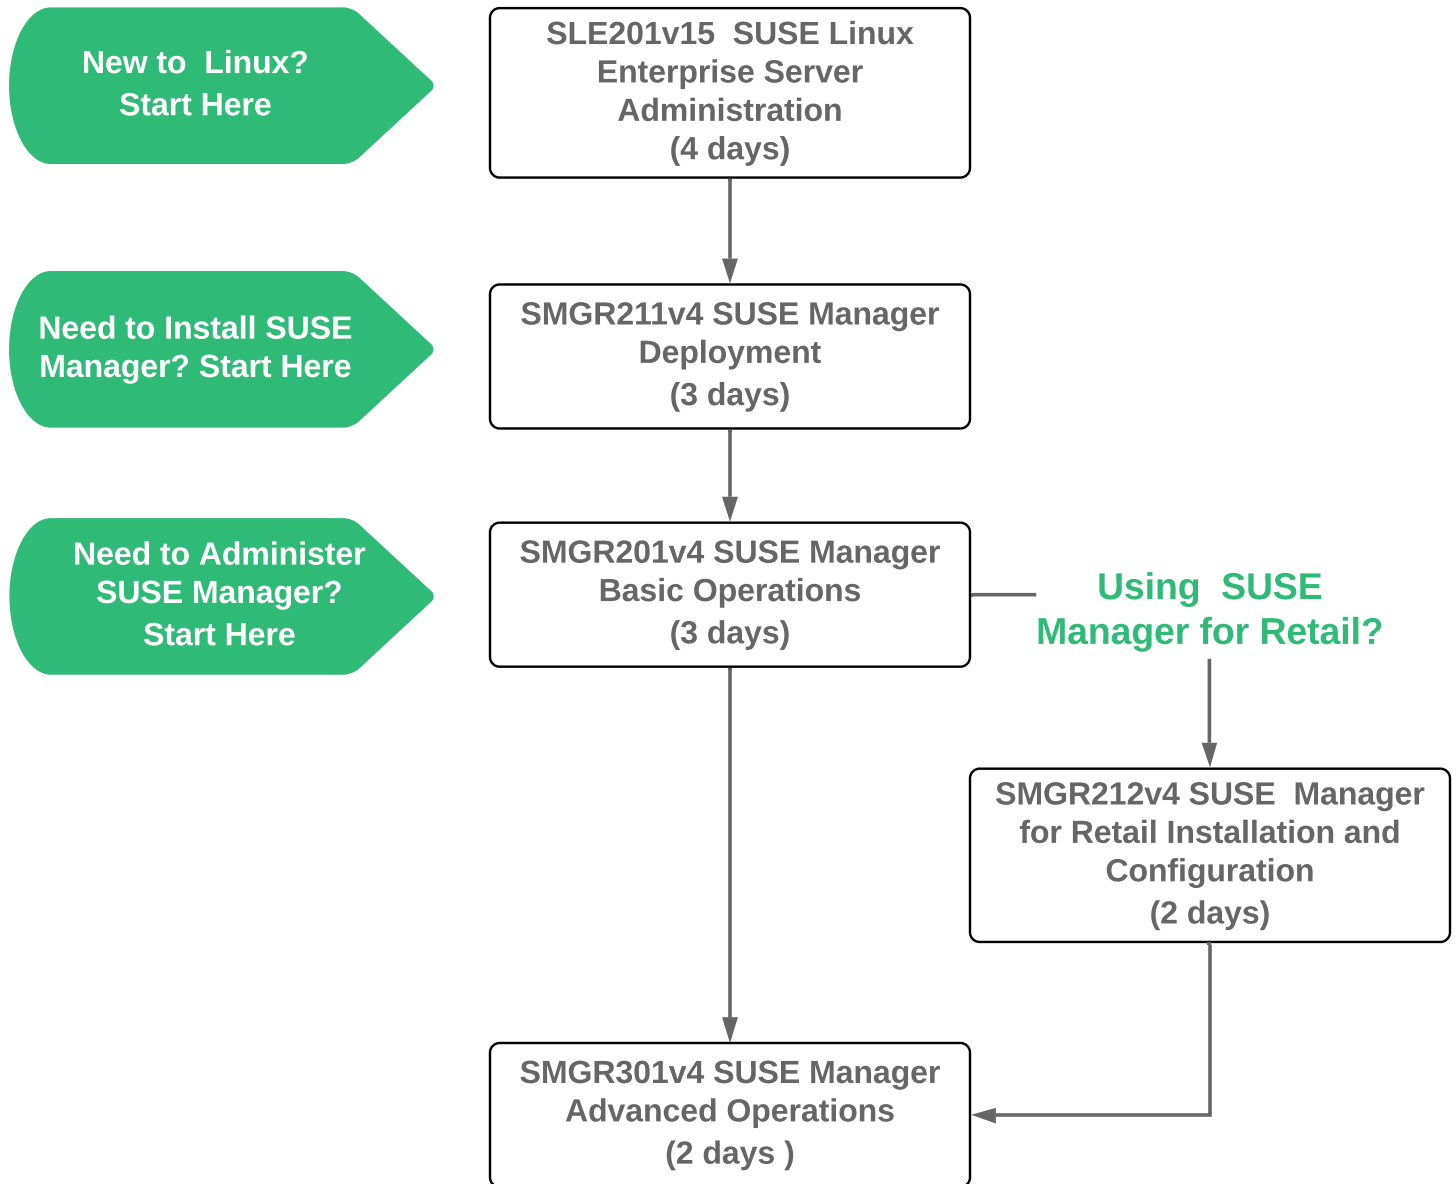 New to  Linux?
Start Here
SLE201v15  SUSE Linux
Enterprise Server
Administration
(4 days)
Need to Install SUSE
Manager? Start Here
SMGR211v4 SUSE Manager
Deployment
(3 days)
Need to Administer
SUSE Manager?
Start Here
SMGR201v4 SUSE Manager
Basic Operations
(3 days)
Using  SUSE
Manager for Retail?
SMGR212v4 SUSE  Manager
for Retail Installation and
Configuration
(2 days)
SMGR301v4 SUSE Manager
Advanced Operations
(2 days )